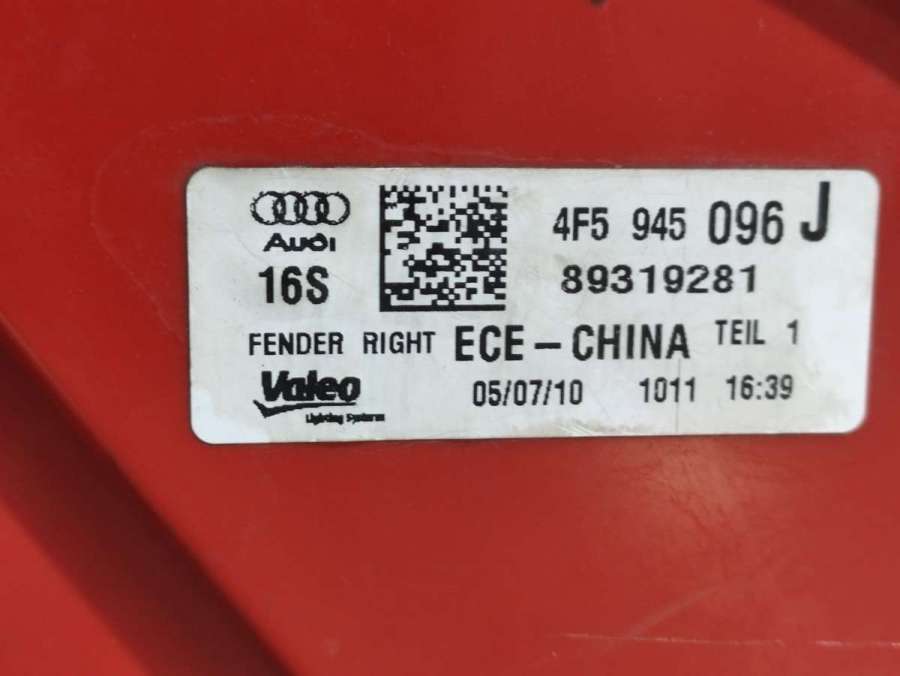 Audi
4F5 945 096 J
16S
89319281
FENDER RIGHT ECE-CHINA TEIL 1
Valeo
Lighting Systems
05/07/10 1011 16:39